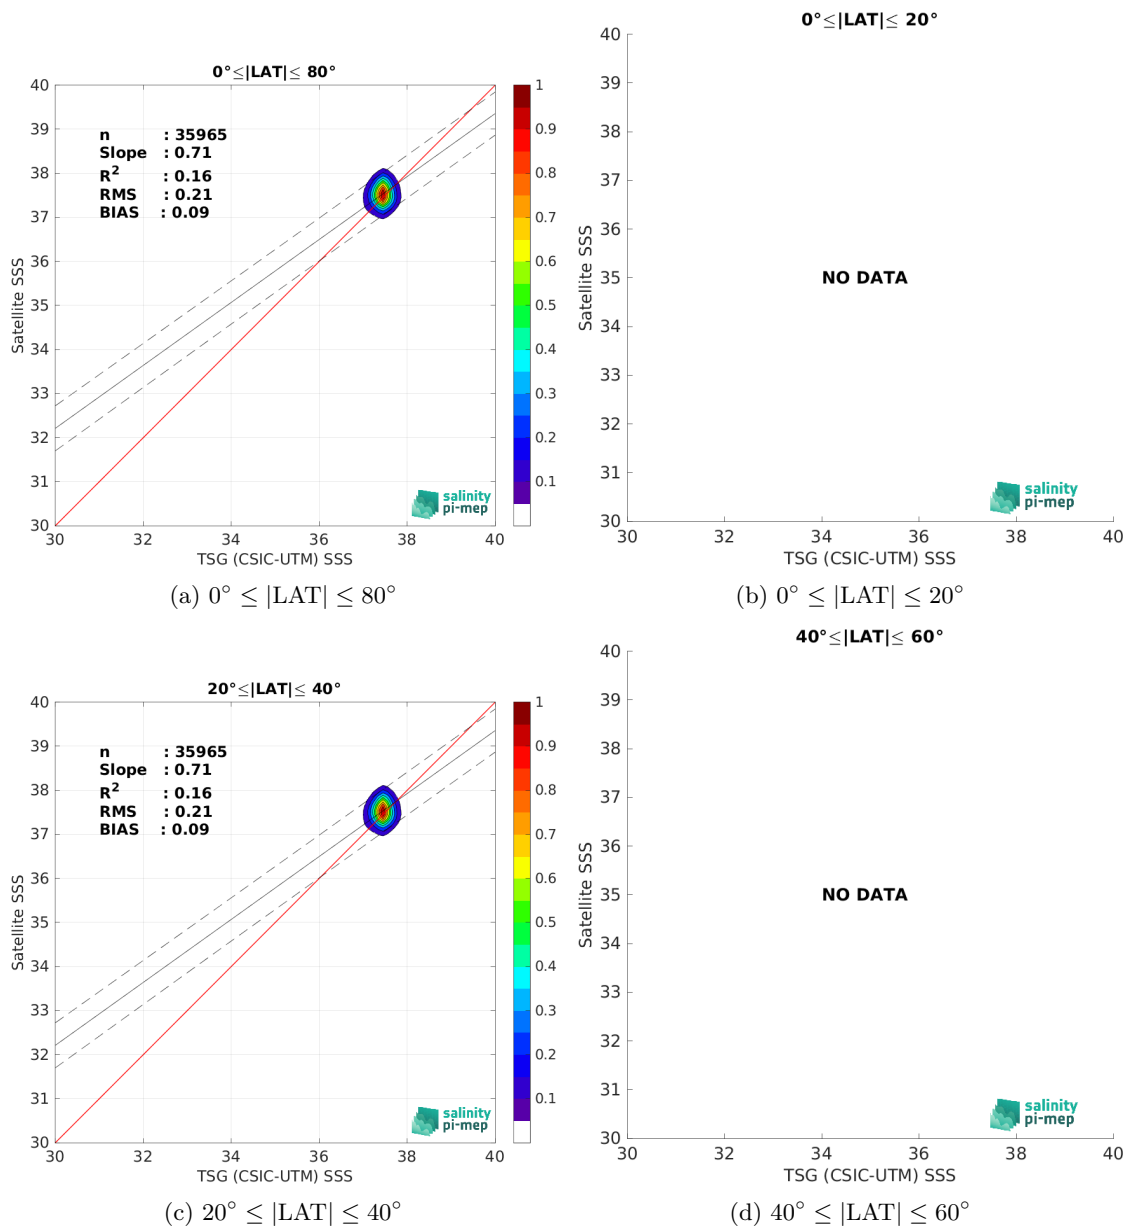 0°≤|LAT|≤ 80°
40
39
38
37
36
35
34
33
32
31
30
30 32 34 36 38 40
Satellite SSS
TSG (CSIC-UTM) SSS
n : 35965
Slope : 0.71
R² : 0.16
RMS : 0.21
BIAS : 0.09
1
0.9
0.8
0.7
0.6
0.5
0.4
0.3
0.2
0.1
salinity
pi-mep
(a) 0° ≤ |LAT| ≤ 80°
0°≤|LAT|≤ 20°
40
39
38
37
36
35
34
33
32
31
30
30 32 34 36 38 40
Satellite SSS
TSG (CSIC-UTM) SSS
NO DATA
salinity
pi-mep
(b) 0° ≤ |LAT| ≤ 20°
20°≤|LAT|≤ 40°
40
39
38
37
36
35
34
33
32
31
30
30 32 34 36 38 40
Satellite SSS
TSG (CSIC-UTM) SSS
n : 35965
Slope : 0.71
R² : 0.16
RMS : 0.21
BIAS : 0.09
1
0.9
0.8
0.7
0.6
0.5
0.4
0.3
0.2
0.1
salinity
pi-mep
(c) 20° ≤ |LAT| ≤ 40°
40°≤|LAT|≤ 60°
40
39
38
37
36
35
34
33
32
31
30
30 32 34 36 38 40
Satellite SSS
TSG (CSIC-UTM) SSS
NO DATA
salinity
pi-mep
(d) 40° ≤ |LAT| ≤ 60°